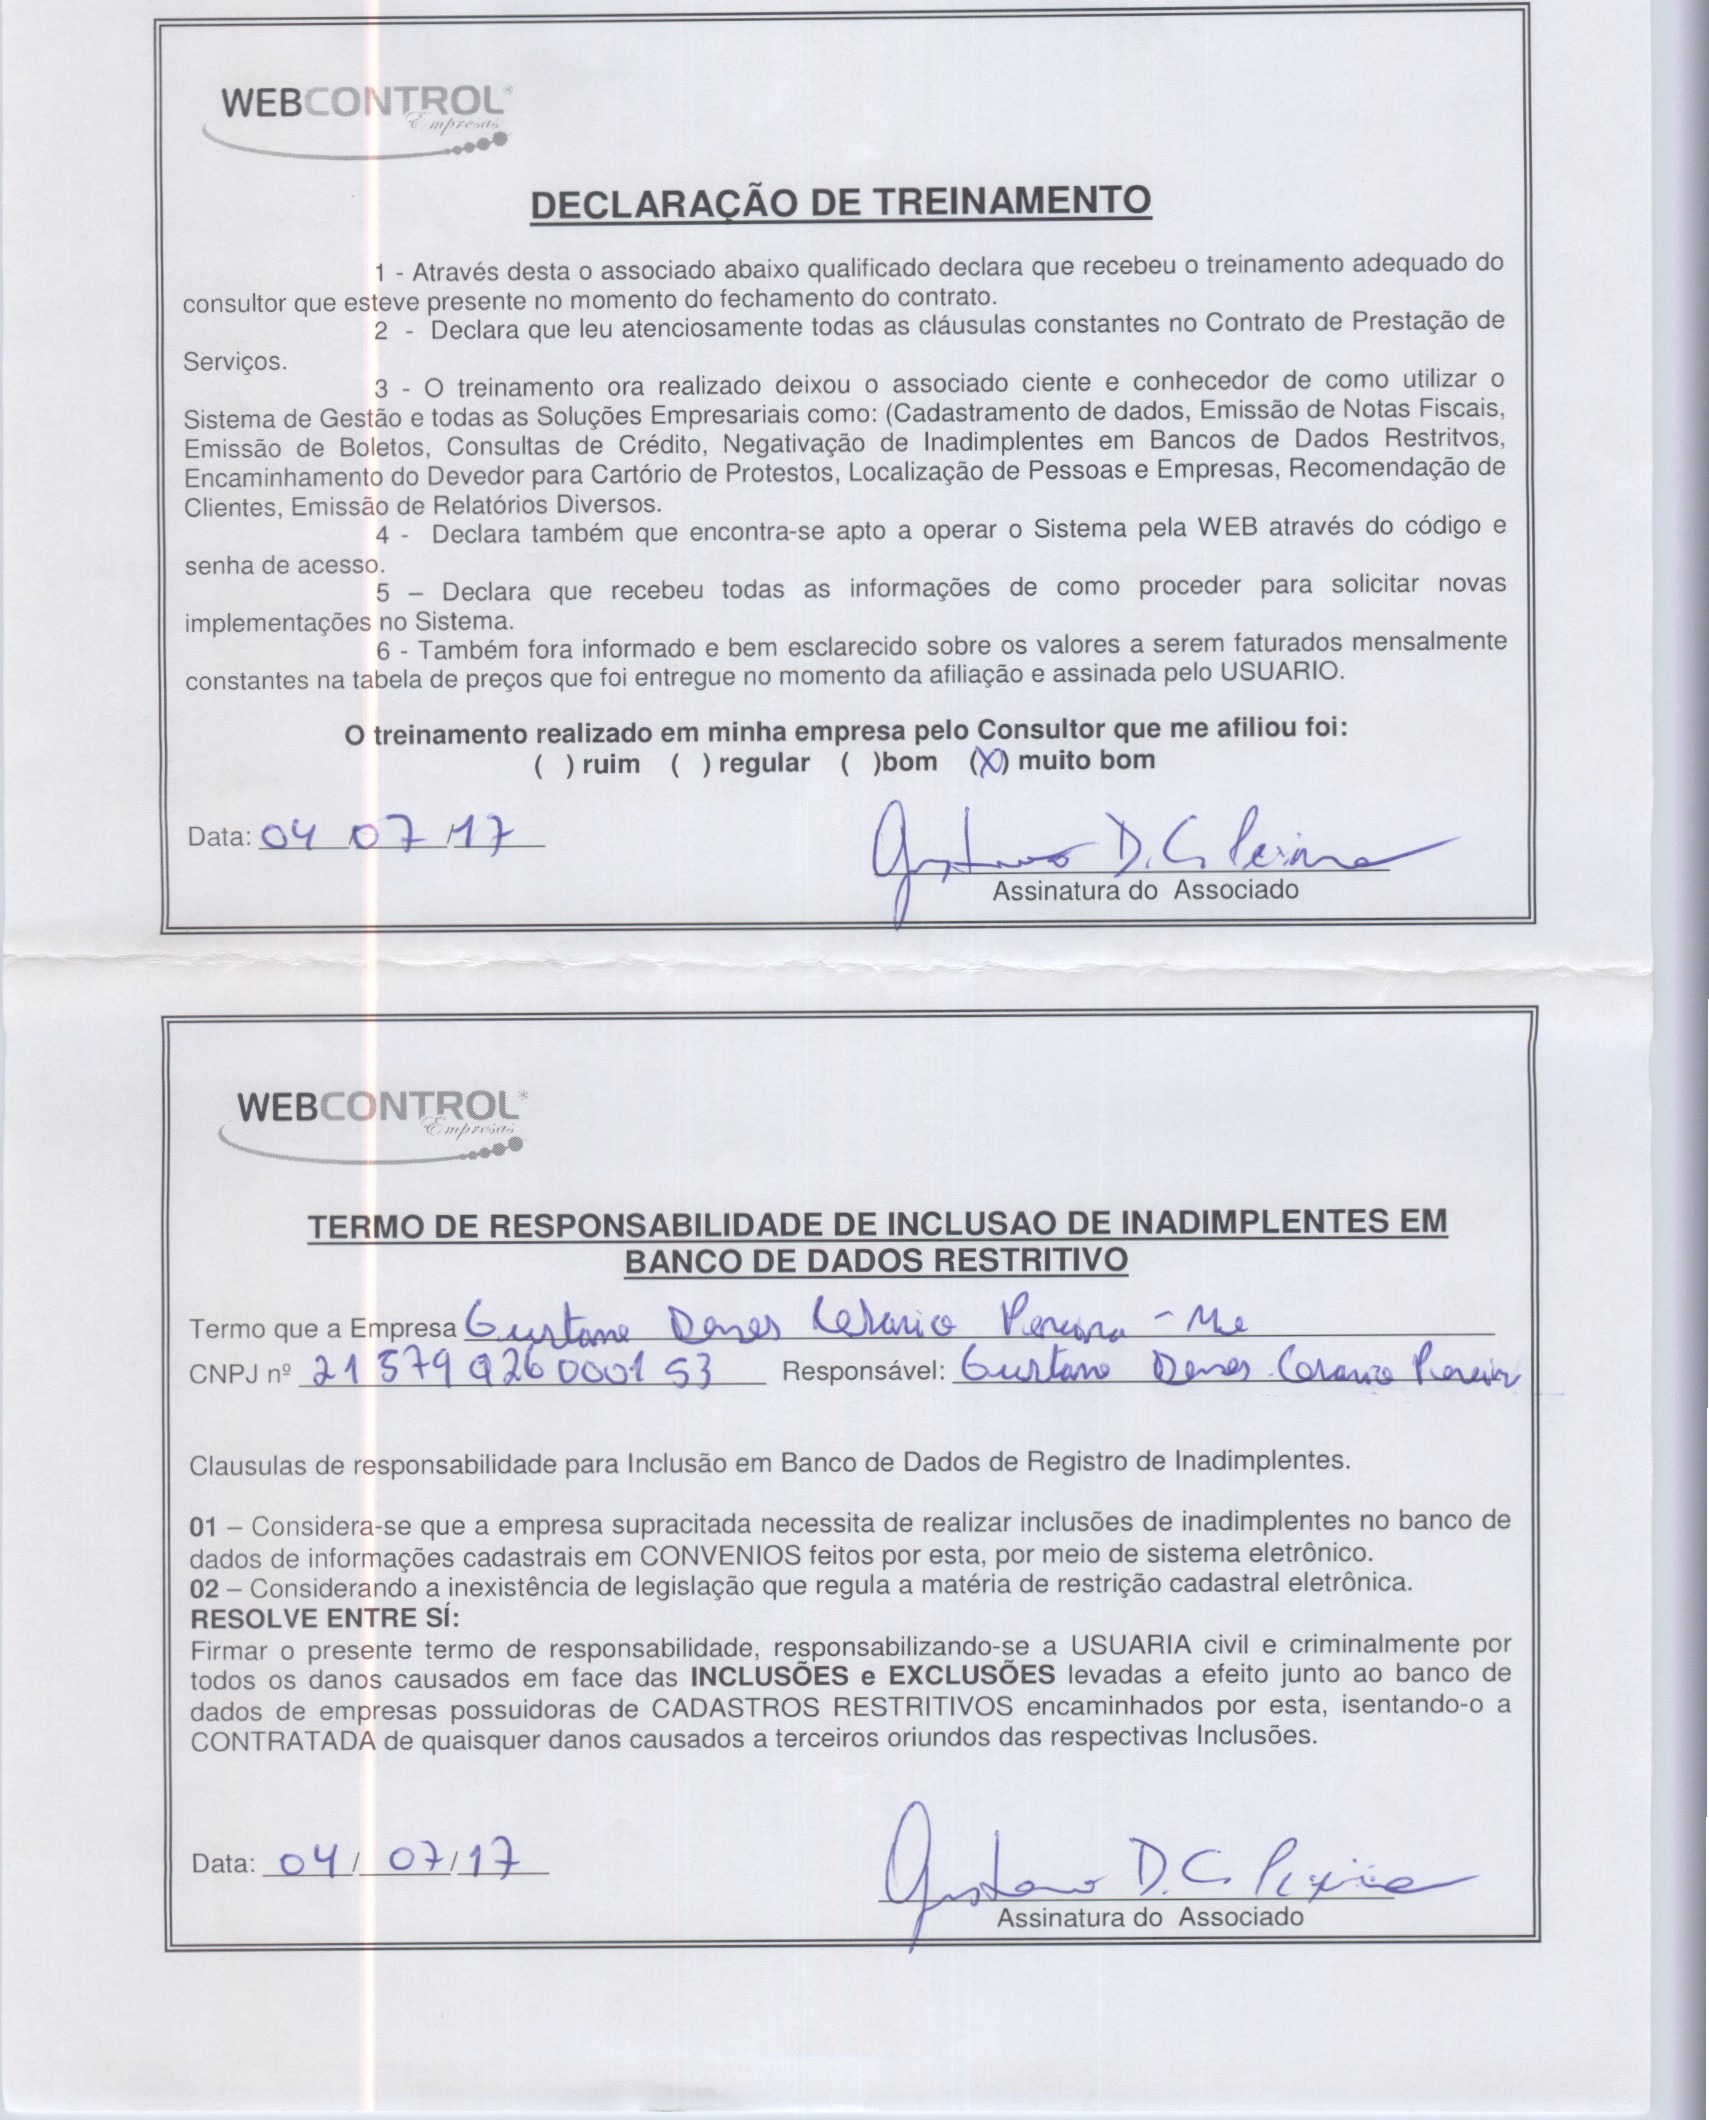 WEBCONTROL®
Empresas
DECLARAÇÃO DE TREINAMENTO
1 - Através desta o associado abaixo qualificado declara que recebeu o treinamento adequado do
consultor que esteve presente no momento do fechamento do contrato.
2 - Declara que leu atenciosamente todas as cláusulas constantes no Contrato de Prestação de
Serviços.
3 - O treinamento ora realizado deixou o associado ciente e conhecedor de como utilizar o
Sistema de Gestão e todas as Soluções Empresariais como: (Cadastramento de dados, Emissão de Notas Fiscais,
Emissão de Boletos, Consultas de Crédito, Negativação de Inadimplentes em Bancos de Dados Restritvos,
Encaminhamento do Devedor para Cartório de Protestos, Localização de Pessoas e Empresas, Recomendação de
Clientes, Emissão de Relatórios Diversos.
4 - Declara também que encontra-se apto a operar o Sistema pela WEB através do código e
senha de acesso.
5 – Declara que recebeu todas as informações de como proceder para solicitar novas
implementações no Sistema.
6 - Também fora informado e bem esclarecido sobre os valores a serem faturados mensalmente
constantes na tabela de preços que foi entregue no momento da afiliação e assinada pelo USUARIO.
O treinamento realizado em minha empresa pelo Consultor que me afiliou foi:
( ) ruim ( ) regular ( )bom (X) muito bom
Data: 04/07/17 Gustavo D. C. Pereira
Assinatura do Associado
WEBCONTROL®
Empresas
TERMO DE RESPONSABILIDADE DE INCLUSAO DE INADIMPLENTES EM
BANCO DE DADOS RESTRITIVO
Termo que a Empresa Gustavo Cesario Pereira - Me
CNPJ nº 21 579 926 0001 53 Responsável: Gustavo Cesario Pereira
Clausulas de responsabilidade para Inclusão em Banco de Dados de Registro de Inadimplentes.
01 – Considera-se que a empresa supracitada necessita de realizar inclusões de inadimplentes no banco de
dados de informações cadastrais em CONVENIOS feitos por esta, por meio de sistema eletrônico.
02 – Considerando a inexistência de legislação que regula a matéria de restrição cadastral eletrônica.
RESOLVE ENTRE SÍ:
Firmar o presente termo de responsabilidade, responsabilizando-se a USUARIA civil e criminalmente por
todos os danos causados em face das INCLUSÕES e EXCLUSÕES levadas a efeito junto ao banco de
dados de empresas possuidoras de CADASTROS RESTRITIVOS encaminhados por esta, isentando-o a
CONTRATADA de quaisquer danos causados a terceiros oriundos das respectivas Inclusões.
Data: 04/07/17 Gustavo D. C. Pereira
Assinatura do Associado